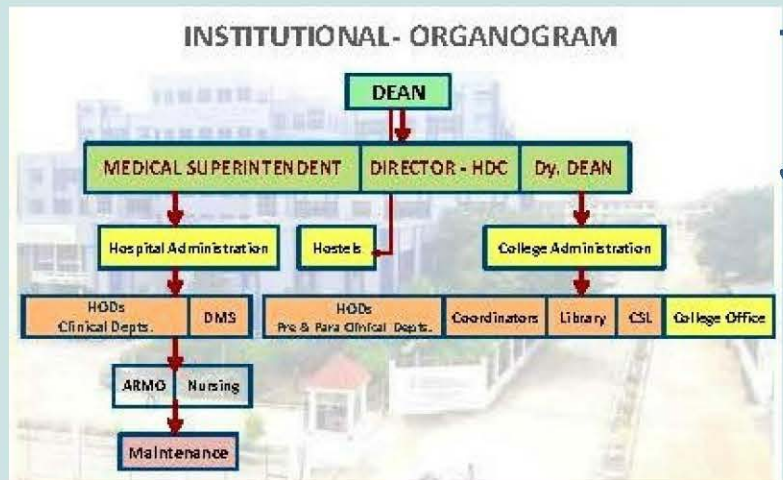 INSTITUTIONAL- ORGANOGRAM
DEAN
MEDICAL SUPERINTENDENT
DIRECTOR - HDC
Dy. DEAN
Hospital Administration
Hostels
College Administration
HODs
Clinical Depts.
DMS
HODs
Pre & Para Clinical Depts.
Coordinators
Library
CSL
College Office
ARMO
Nursing
Maintenance